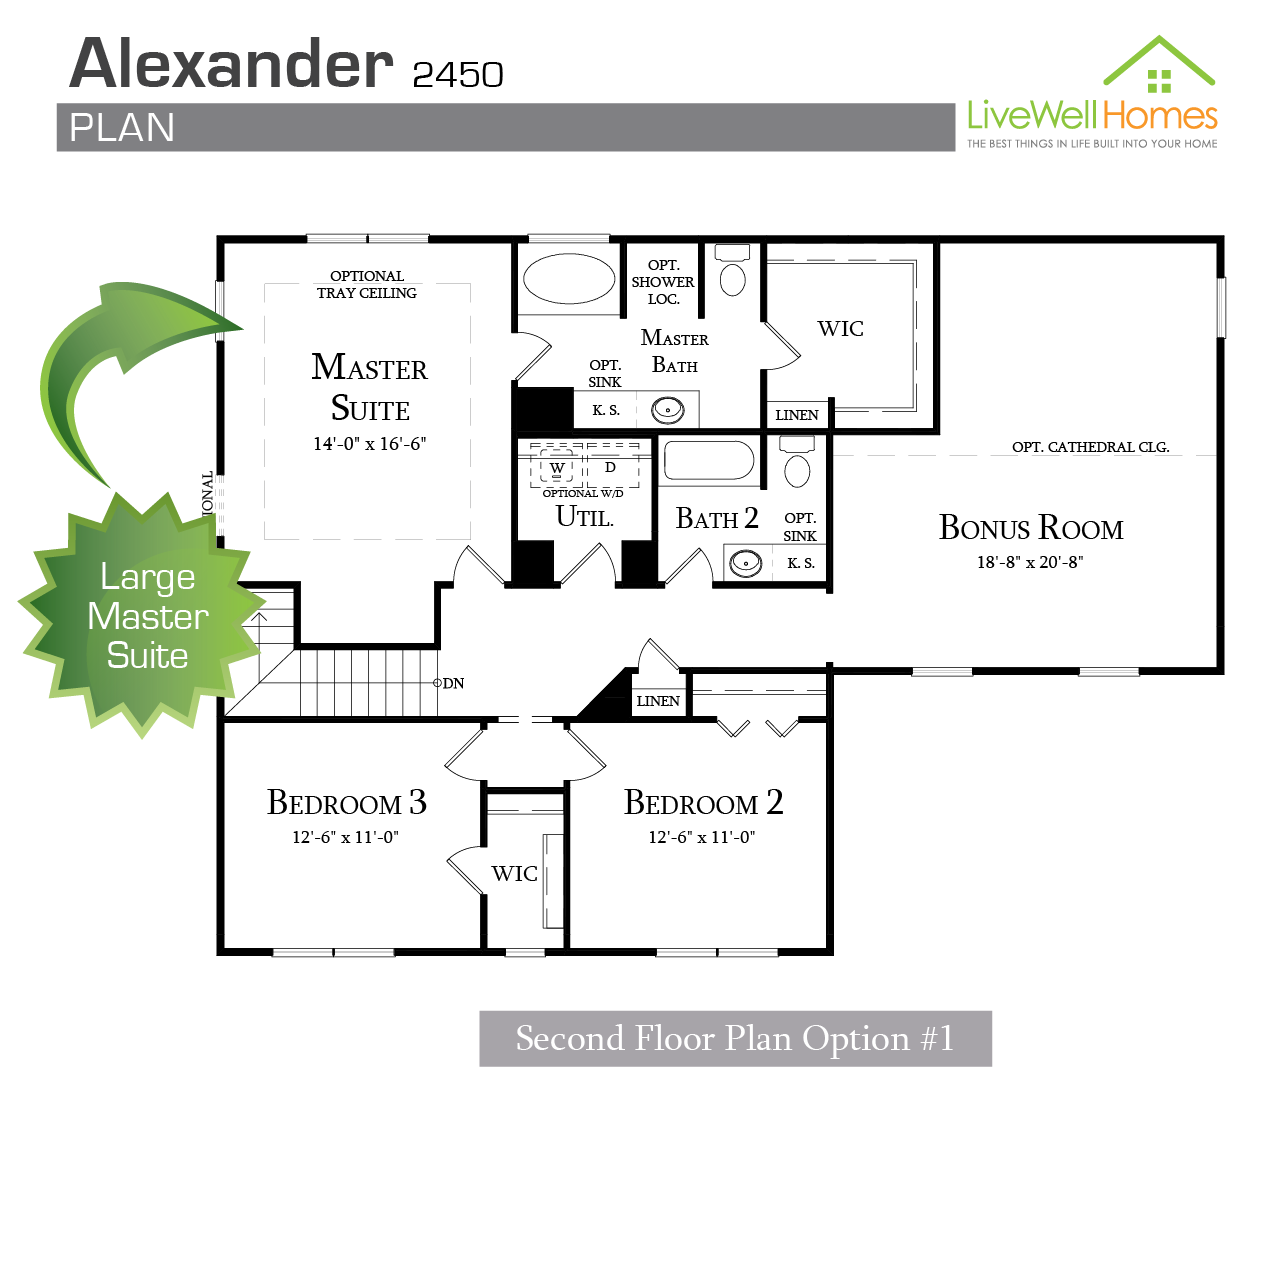 Alexander 2450
PLAN
LiveWell Homes
THE BEST THINGS IN LIFE BUILT INTO YOUR HOME
OPTIONAL
TRAY CEILING
MASTER
SUITE
14'-0" x 16'-6"
OPT.
SHOWER
LOC.
MASTER
BATH
OPT.
SINK
K. S.
WIC
LINEN
W
D
OPTIONAL W/D
UTIL.
BATH 2
OPT.
SINK
K. S.
OPT. CATHEDRAL CLG.
BONUS ROOM
18'-8" x 20'-8"
Large
Master
Suite
DN
LINEN
BEDROOM 3
12'-6" x 11'-0"
WIC
BEDROOM 2
12'-6" x 11'-0"
Second Floor Plan Option #1